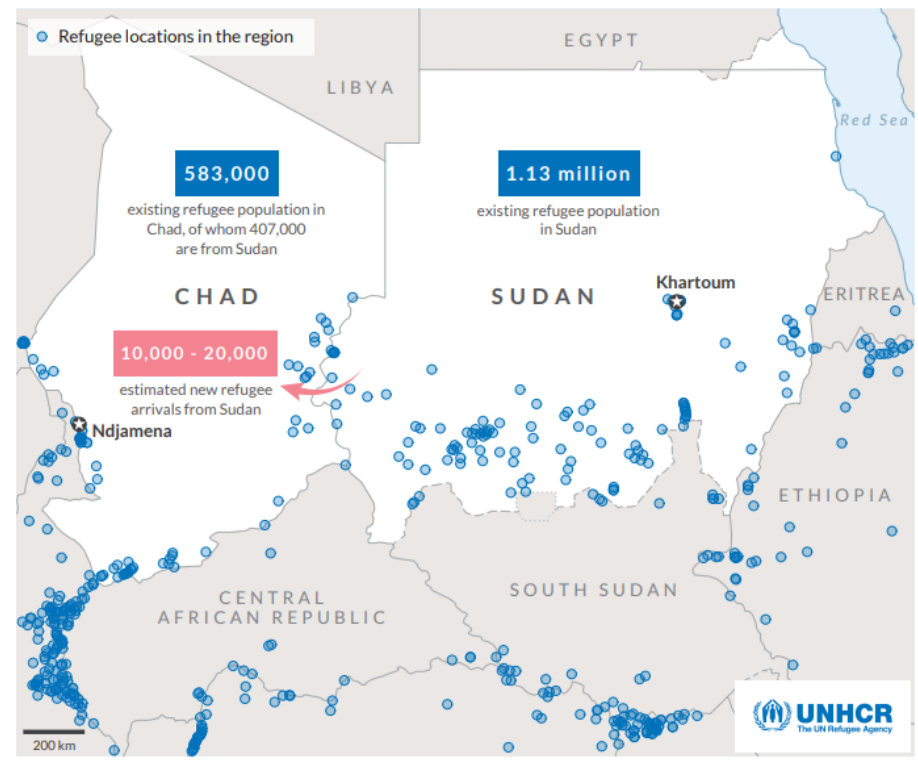 Refugee locations in the region
EGYPT
LIBYA
Red Sea
583,000
existing refugee population in
Chad, of whom 407,000
are from Sudan
1.13 million
existing refugee population
in Sudan
CHAD
SUDAN
Khartoum
ERITREA
10,000 - 20,000
estimated new refugee
arrivals from Sudan
Ndjamena
ETHIOPIA
SOUTH SUDAN
CENTRAL
AFRICAN REPUBLIC
200 km
UNHCR
The UN Refugee Agency